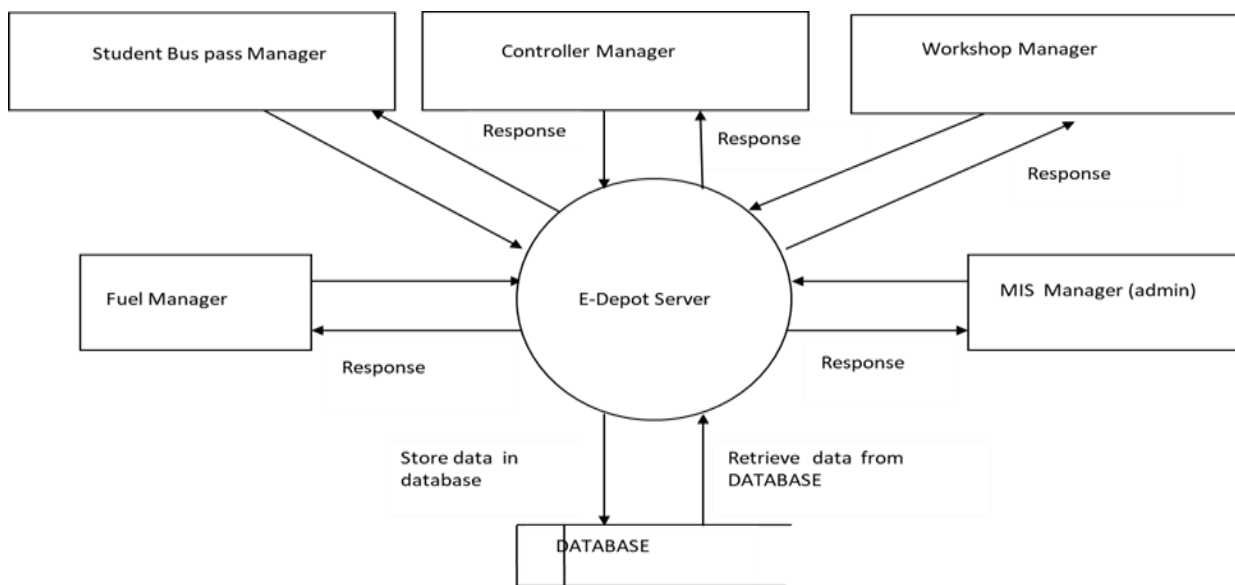 Student Bus pass Manager
Controller Manager
Workshop Manager
Response
Response
Response
Fuel Manager
E-Depot Server
MIS Manager (admin)
Response
Response
Store data in
database
Retrieve data from
DATABASE
DATABASE